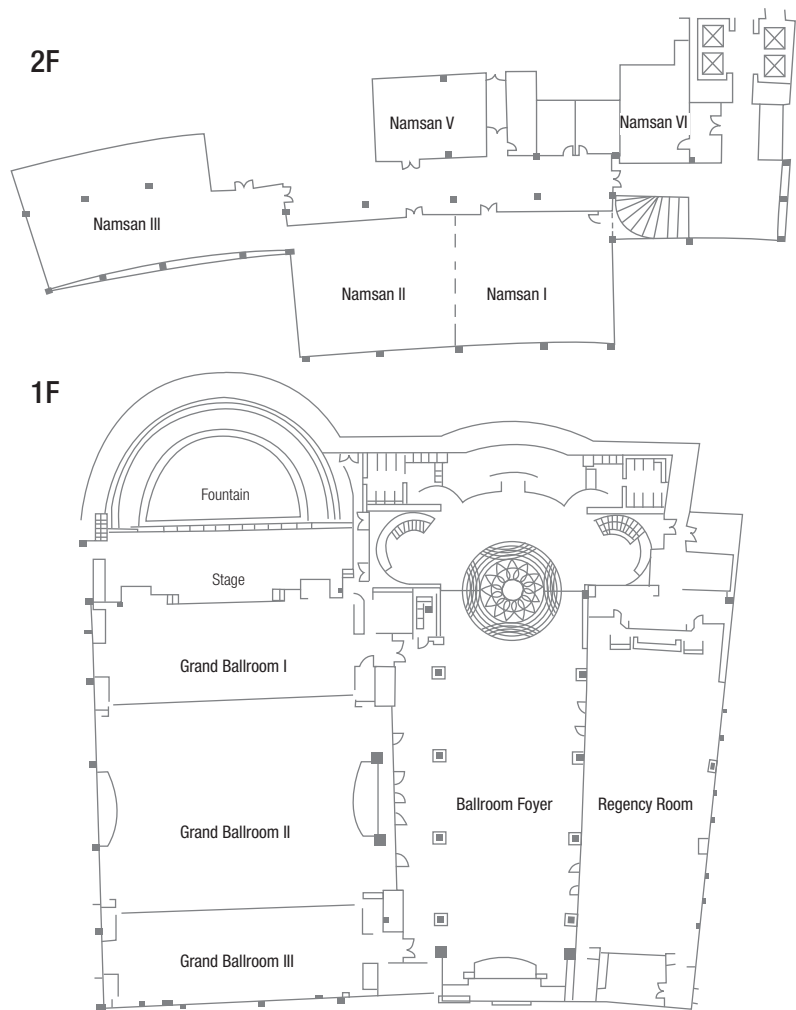 2F
Namsan V
Namsan VI
Namsan III
Namsan II
Namsan I
1F
Fountain
Stage
Grand Ballroom I
Ballroom Foyer
Regency Room
Grand Ballroom II
Grand Ballroom III